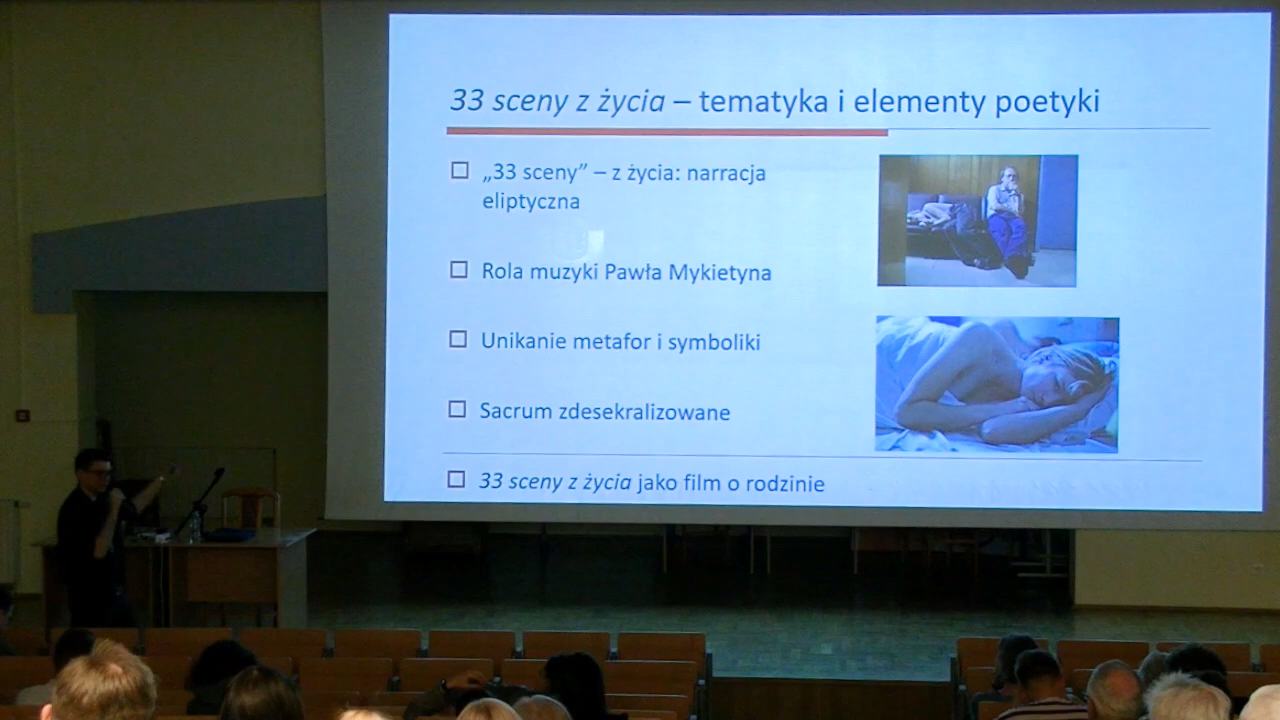 33 sceny z życia – tematyka i elementy poetyki
„33 sceny” – z życia: narracja
eliptyczna
Rola muzyki Pawła Mykietyna
Unikanie metafor i symboliki
Sacrum zdesekralizowane
33 sceny z życia jako film o rodzinie